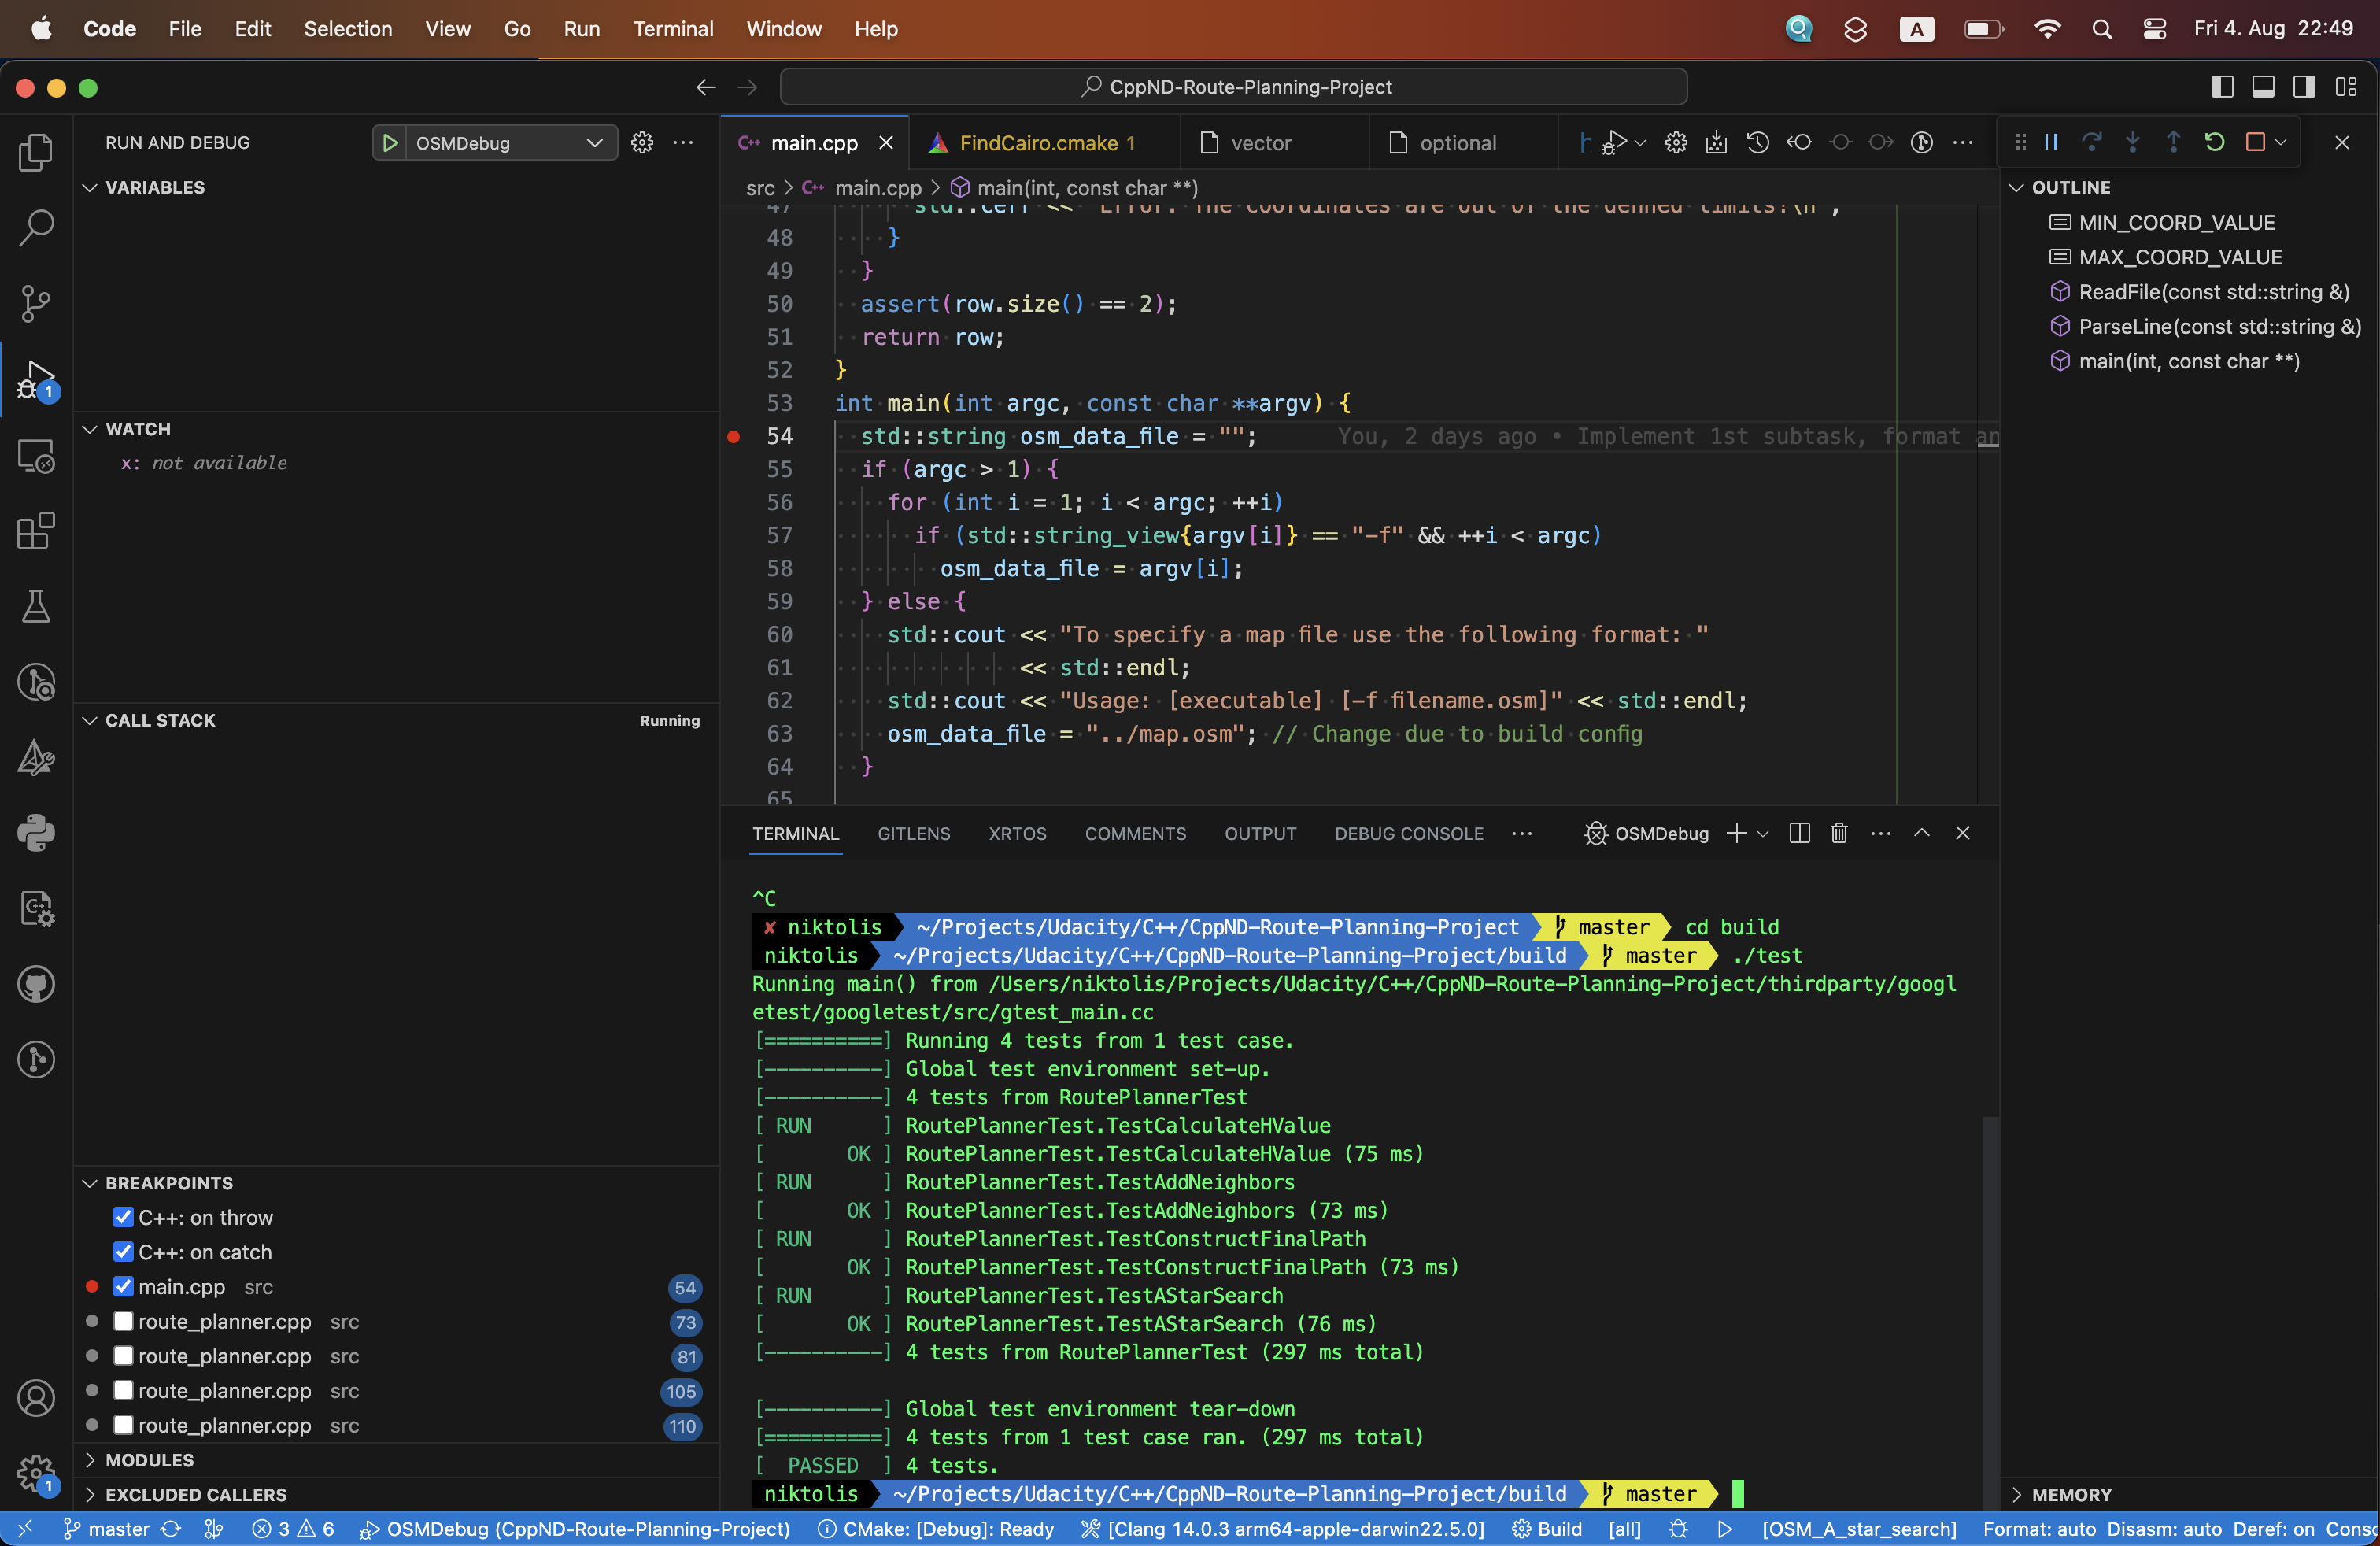 Code File Edit Selection View Go Run Terminal Window Help
A
Fri 4. Aug 22:49
CppND-Route-Planning-Project
RUN AND DEBUG
OSMDebug
VARIABLES
WATCH
x: not available
CALL STACK
Running
BREAKPOINTS
C++: on throw
C++: on catch
main.cpp src 54
route_planner.cpp src 73
route_planner.cpp src 81
route_planner.cpp src 105
route_planner.cpp src 110
MODULES
EXCLUDED CALLERS
1
1
main.cpp
FindCairo.cmake 1
vector
optional
h
src > main.cpp > main(int, const char **)
47 std::cerr << "Error: The coordinates are out of the defined limits!\n";
48 }
49 }
50 assert(row.size() == 2);
51 return row;
52 }
53 int main(int argc, const char **argv) {
54 std::string osm_data_file = ""; You, 2 days ago • Implement 1st subtask, format an
55 if (argc > 1) {
56 for (int i = 1; i < argc; ++i)
57 if (std::string_view{argv[i]} == "-f" && ++i < argc)
58 osm_data_file = argv[i];
59 } else {
60 std::cout << "To specify a map file use the following format: "
61 << std::endl;
62 std::cout << "Usage: [executable] [-f filename.osm]" << std::endl;
63 osm_data_file = "../map.osm"; // Change due to build config
64 }
65
TERMINAL GITLENS XRTOS COMMENTS OUTPUT DEBUG CONSOLE
OSMDebug
^C
✘ niktolis ~/Projects/Udacity/C++/CppND-Route-Planning-Project master cd build
niktolis ~/Projects/Udacity/C++/CppND-Route-Planning-Project/build master ./test
Running main() from /Users/niktolis/Projects/Udacity/C++/CppND-Route-Planning-Project/thirdparty/googl
etest/googletest/src/gtest_main.cc
[==========] Running 4 tests from 1 test case.
[----------] Global test environment set-up.
[----------] 4 tests from RoutePlannerTest
[ RUN      ] RoutePlannerTest.TestCalculateHValue
[       OK ] RoutePlannerTest.TestCalculateHValue (75 ms)
[ RUN      ] RoutePlannerTest.TestAddNeighbors
[       OK ] RoutePlannerTest.TestAddNeighbors (73 ms)
[ RUN      ] RoutePlannerTest.TestConstructFinalPath
[       OK ] RoutePlannerTest.TestConstructFinalPath (73 ms)
[ RUN      ] RoutePlannerTest.TestAStarSearch
[       OK ] RoutePlannerTest.TestAStarSearch (76 ms)
[----------] 4 tests from RoutePlannerTest (297 ms total)
[----------] Global test environment tear-down
[==========] 4 tests from 1 test case ran. (297 ms total)
[  PASSED  ] 4 tests.
niktolis ~/Projects/Udacity/C++/CppND-Route-Planning-Project/build master
OUTLINE
MIN_COORD_VALUE
MAX_COORD_VALUE
ReadFile(const std::string &)
ParseLine(const std::string &)
main(int, const char **)
MEMORY
master 3 6 OSMDebug (CppND-Route-Planning-Project) CMake: [Debug]: Ready [Clang 14.0.3 arm64-apple-darwin22.5.0] Build [all] [OSM_A_star_search] Format: auto Disasm: auto Deref: on Conso